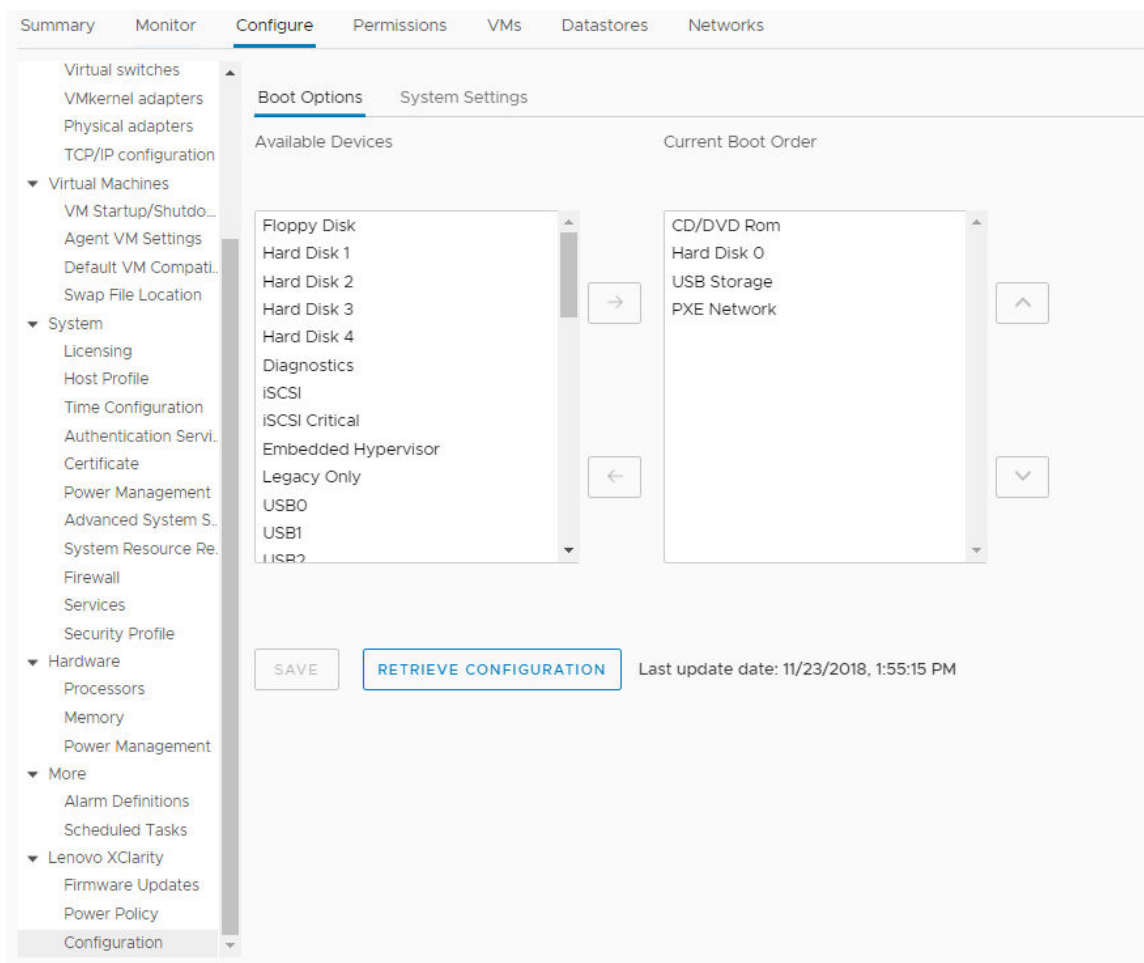 Summary Monitor Configure Permissions VMs Datastores Networks
Virtual switches
VMkernel adapters
Physical adapters
TCP/IP configuration
Virtual Machines
VM Startup/Shutdo...
Agent VM Settings
Default VM Compati..
Swap File Location
System
Licensing
Host Profile
Time Configuration
Authentication Servi..
Certificate
Power Management
Advanced System S..
System Resource Re.
Firewall
Services
Security Profile
Hardware
Processors
Memory
Power Management
More
Alarm Definitions
Scheduled Tasks
Lenovo XClarity
Firmware Updates
Power Policy
Configuration
Boot Options System Settings
Available Devices
Floppy Disk
Hard Disk 1
Hard Disk 2
Hard Disk 3
Hard Disk 4
Diagnostics
iSCSI
iSCSI Critical
Embedded Hypervisor
Legacy Only
USB0
USB1
USB2
Current Boot Order
CD/DVD Rom
Hard Disk 0
USB Storage
PXE Network
SAVE RETRIEVE CONFIGURATION Last update date: 11/23/2018, 1:55:15 PM